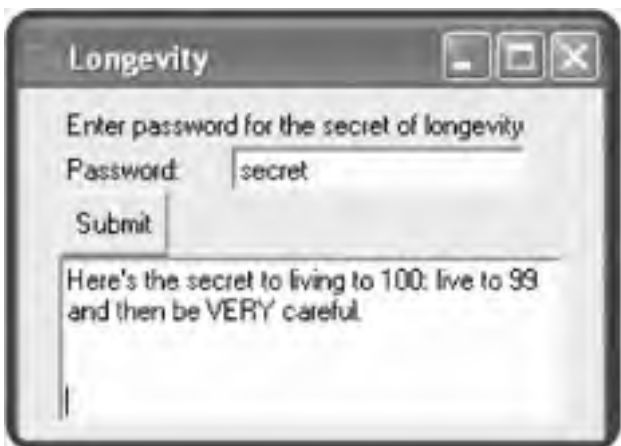 Longevity
Enter password for the secret of longevity
Password:
secret
Submit
Here's the secret to living to 100: live to 99
and then be VERY careful.